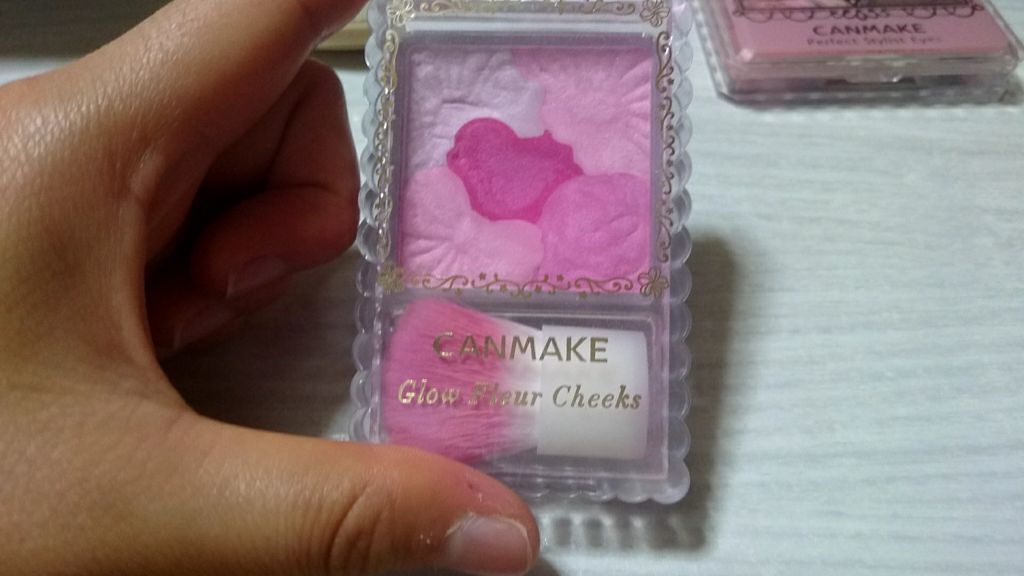 CANMAKE
Perfect Stylist Eyes
CANMAKE
Glow Fleur Cheeks